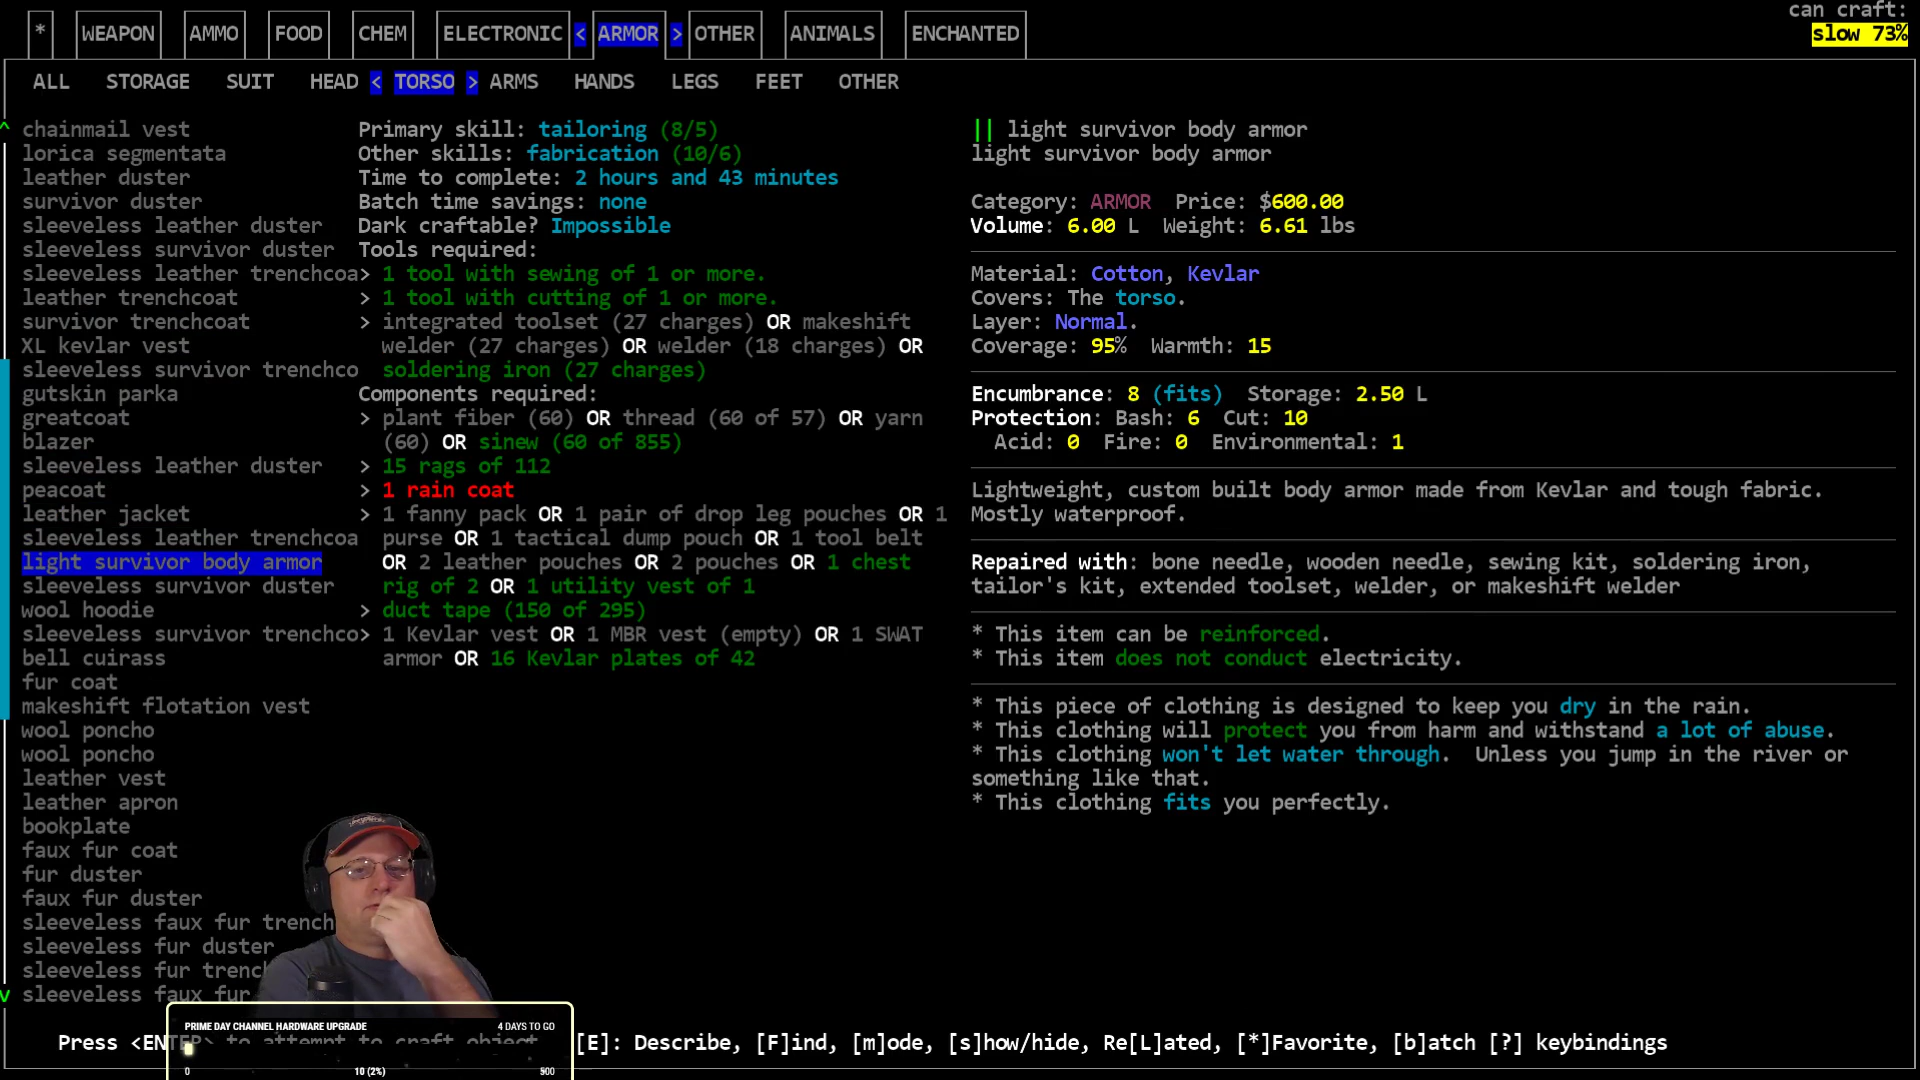 can craft:
* WEAPON AMMO FOOD CHEM ELECTRONIC < ARMOR > OTHER ANIMALS ENCHANTED
slow 73%
ALL STORAGE SUIT HEAD < TORSO > ARMS HANDS LEGS FEET OTHER
^ chainmail vest
lorica segmentata
leather duster
survivor duster
sleeveless leather duster
sleeveless survivor duster
sleeveless leather trenchcoa
leather trenchcoat
survivor trenchcoat
XL kevlar vest
sleeveless survivor trenchco
gutskin parka
greatcoat
blazer
sleeveless leather duster
peacoat
leather jacket
sleeveless leather trenchcoa
light survivor body armor
sleeveless survivor duster
wool hoodie
sleeveless survivor trenchco
bell cuirass
fur coat
makeshift flotation vest
wool poncho
wool poncho
leather vest
leather apron
bookplate
faux fur coat
fur duster
faux fur duster
sleeveless faux fur trench
sleeveless fur duster
sleeveless fur trench
v sleeveless faux fur
Primary skill: tailoring (8/5)
Other skills: fabrication (10/6)
Time to complete: 2 hours and 43 minutes
Batch time savings: none
Dark craftable? Impossible
Tools required:
> 1 tool with sewing of 1 or more.
> 1 tool with cutting of 1 or more.
> integrated toolset (27 charges) OR makeshift
welder (27 charges) OR welder (18 charges) OR
soldering iron (27 charges)
Components required:
> plant fiber (60) OR thread (60 of 57) OR yarn
(60) OR sinew (60 of 855)
> 15 rags of 112
> 1 rain coat
> 1 fanny pack OR 1 pair of drop leg pouches OR 1
purse OR 1 tactical dump pouch OR 1 tool belt
OR 2 leather pouches OR 2 pouches OR 1 chest
rig of 2 OR 1 utility vest of 1
> duct tape (150 of 295)
> 1 Kevlar vest OR 1 MBR vest (empty) OR 1 SWAT
armor OR 16 Kevlar plates of 42
|| light survivor body armor
light survivor body armor
Category: ARMOR Price: $600.00
Volume: 6.00 L Weight: 6.61 lbs
Material: Cotton, Kevlar
Covers: The torso.
Layer: Normal.
Coverage: 95% Warmth: 15
Encumbrance: 8 (fits) Storage: 2.50 L
Protection: Bash: 6 Cut: 10
Acid: 0 Fire: 0 Environmental: 1
Lightweight, custom built body armor made from Kevlar and tough fabric.
Mostly waterproof.
Repaired with: bone needle, wooden needle, sewing kit, soldering iron,
tailor's kit, extended toolset, welder, or makeshift welder
* This item can be reinforced.
* This item does not conduct electricity.
* This piece of clothing is designed to keep you dry in the rain.
* This clothing will protect you from harm and withstand a lot of abuse.
* This clothing won't let water through. Unless you jump in the river or
something like that.
* This clothing fits you perfectly.
PRIME DAY CHANNEL HARDWARE UPGRADE 4 DAYS TO GO
Press <ENTER> to attempt to craft object [E]: Describe, [F]ind, [m]ode, [s]how/hide, Re[L]ated, [*]Favorite, [b]atch [?] keybindings
0 10 (2%) 900